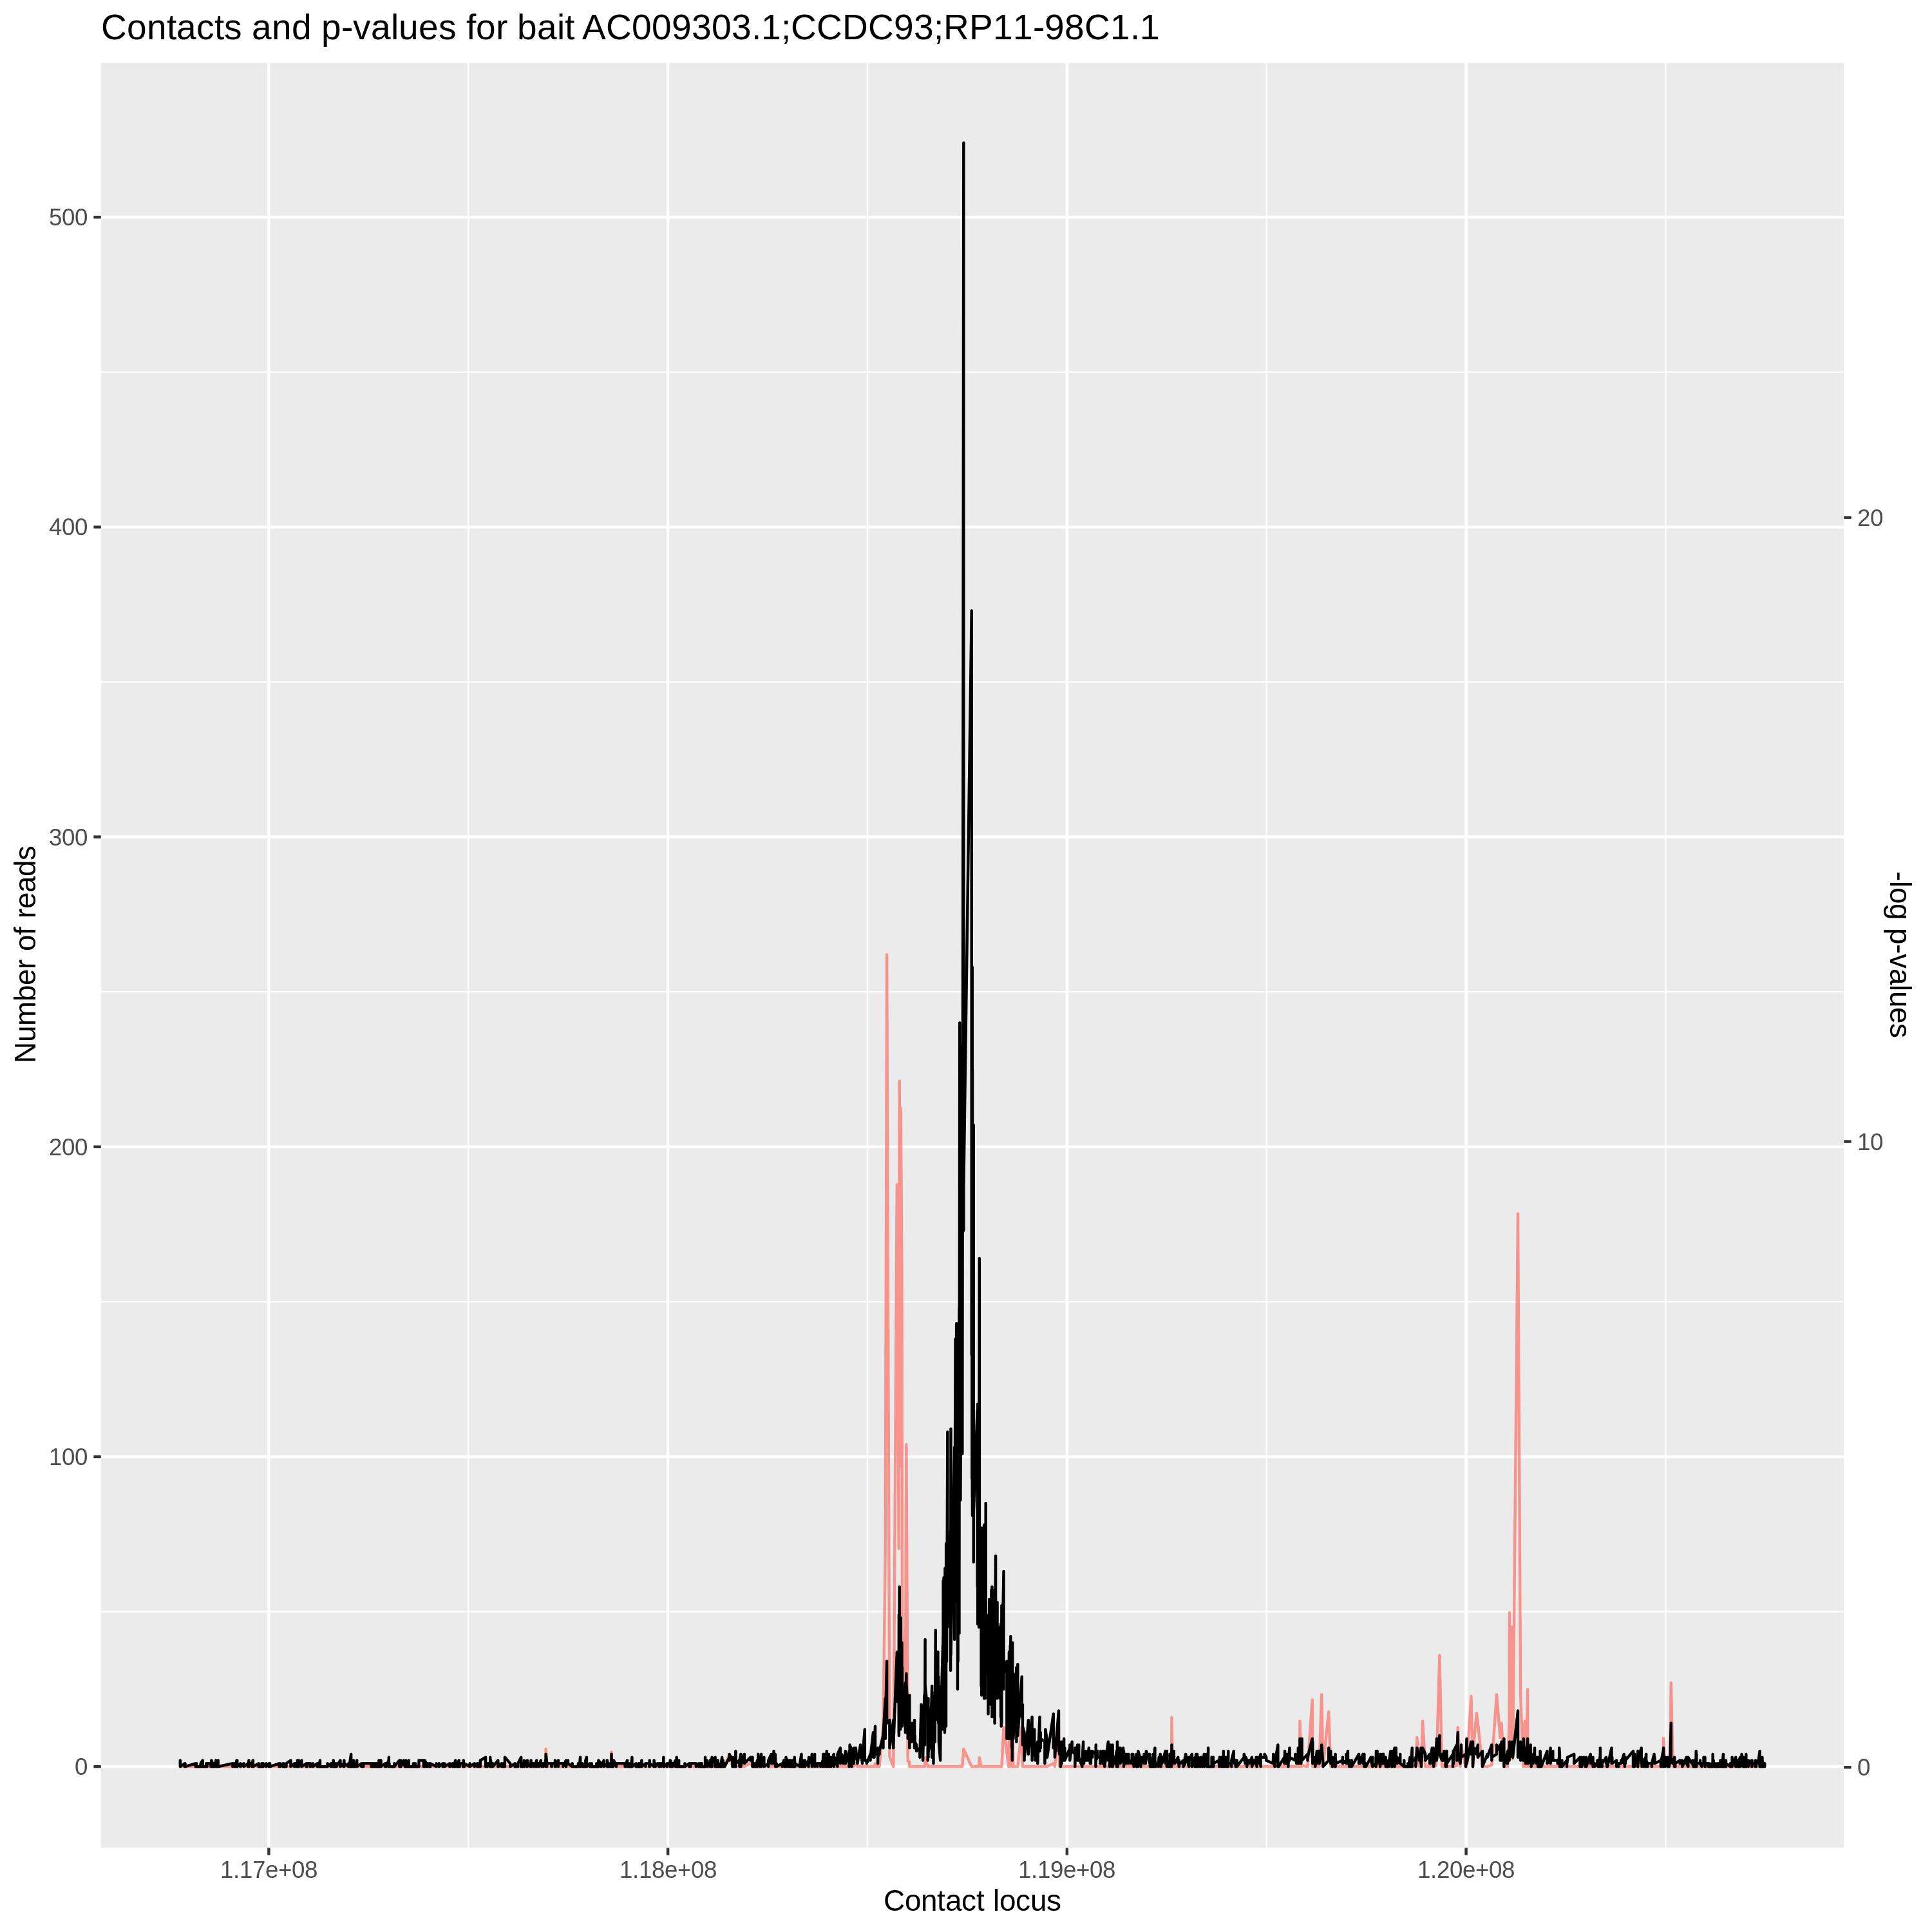 Contacts and p-values for bait AC009303.1;CCDC93;RP11-98C1.1
500
400
300
200
100
0
Number of reads
20
10
0
-log p-values
1.17e+08
1.18e+08
1.19e+08
1.20e+08
Contact locus